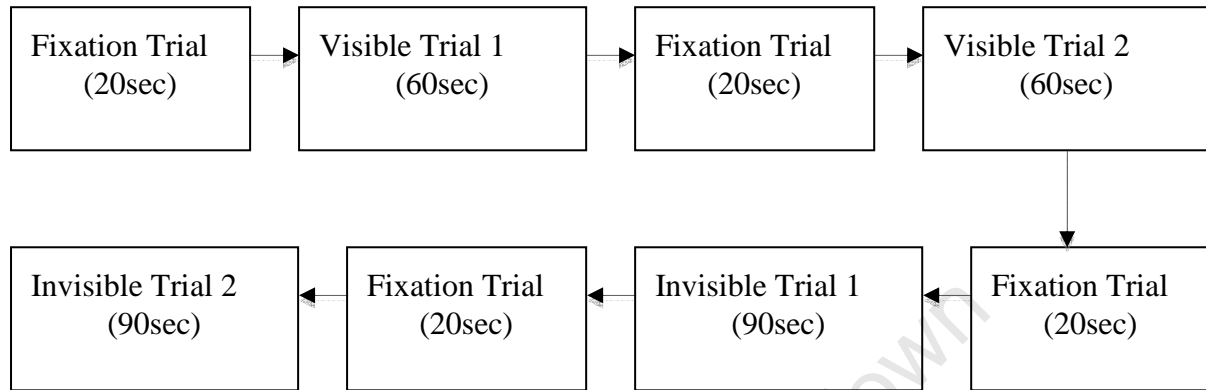 Fixation Trial
(20sec)
Visible Trial 1
(60sec)
Fixation Trial
(20sec)
Visible Trial 2
(60sec)
Fixation Trial
(20sec)
Invisible Trial 1
(90sec)
Fixation Trial
(20sec)
Invisible Trial 2
(90sec)